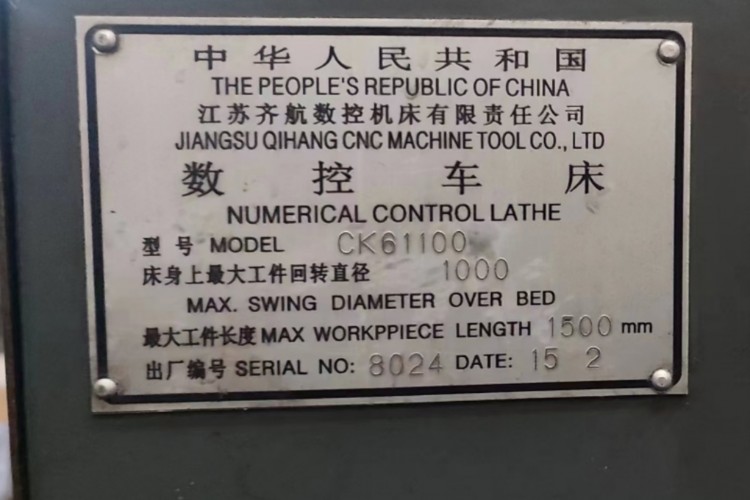 中华人民共和国
THE PEOPLE'S REPUBLIC OF CHINA
江苏齐航数控机床有限责任公司
JIANGSU QIHANG CNC MACHINE TOOL CO., LTD
数控车床
NUMERICAL CONTROL LATHE
型号 MODEL CK61100
床身上最大工件回转直径 1000
MAX. SWING DIAMETER OVER BED
最大工件长度 MAX WORKPPIECE LENGTH 1500 mm
出厂编号 SERIAL NO: 8024 DATE: 15 2